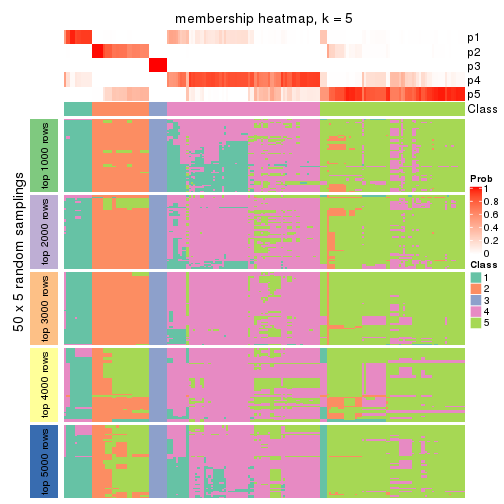 membership heatmap, k = 5
p1
p2
p3
p4
p5
Class
50 x 5 random samplings
top 1000 rows
top 2000 rows
top 3000 rows
top 4000 rows
top 5000 rows
Prob
1
0.8
0.6
0.4
0.2
0
Class
1
2
3
4
5